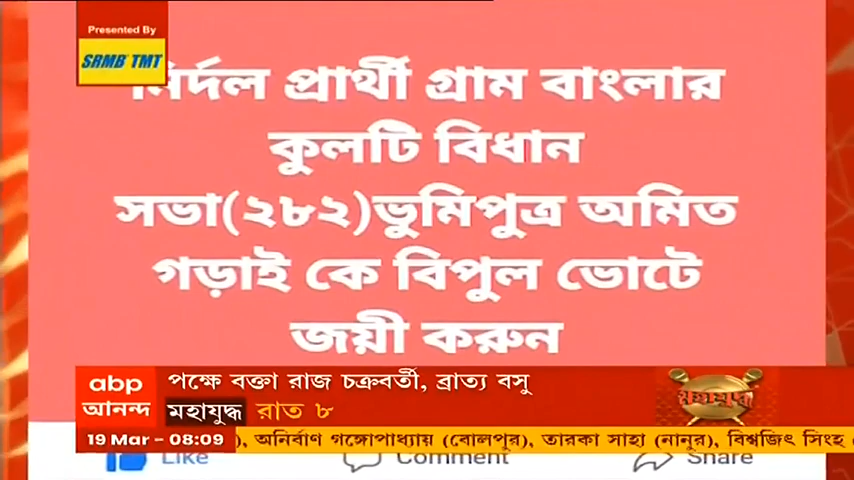 Presented By
SRMB TMT
নির্দল প্রার্থী গ্রাম বাংলার
কুলটি বিধান
সভা(২৮২)ভুমিপুত্র অমিত
গড়াই কে বিপুল ভোটে
জয়ী করুন
abp
আনন্দ
পক্ষে বক্তা রাজ চক্রবর্তী, ব্রাত্য বসু
মহাযুদ্ধ রাত ৮
মহাযুদ্ধ
19 Mar - 08:09
), অনির্বাণ গঙ্গোপাধ্যায় (বোলপুর), তারকা সাহা (নানুর), বিশ্বজিৎ সিংহ (
Like Comment Share